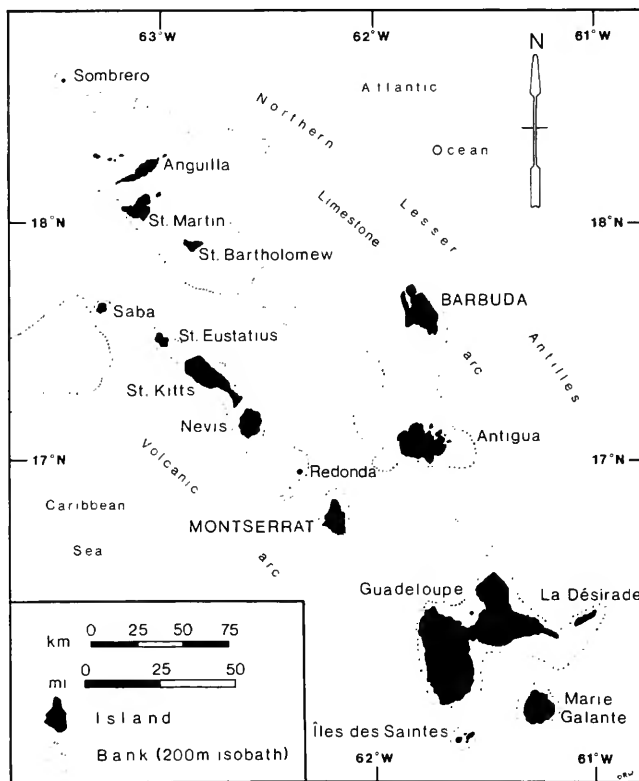 63°W 62°W 61°W
N
Sombrero
Atlantic
Northern
Ocean
Anguilla
Lesser
Limestone
18°N St. Martin 18°N
St. Bartholomew
BARBUDA
Saba
St. Eustatius
arc
Antilles
St. Kitts
Nevis
Antigua
Volcanic
17°N 17°N
Redonda
Caribbean
MONTSERRAT
Sea
arc
Guadeloupe
La Désirade
km 0 25 50 75
mi 0 25 50
Island
Marie
Galante
Îles des Saintes
Bank (200m isobath)
62°W 61°W